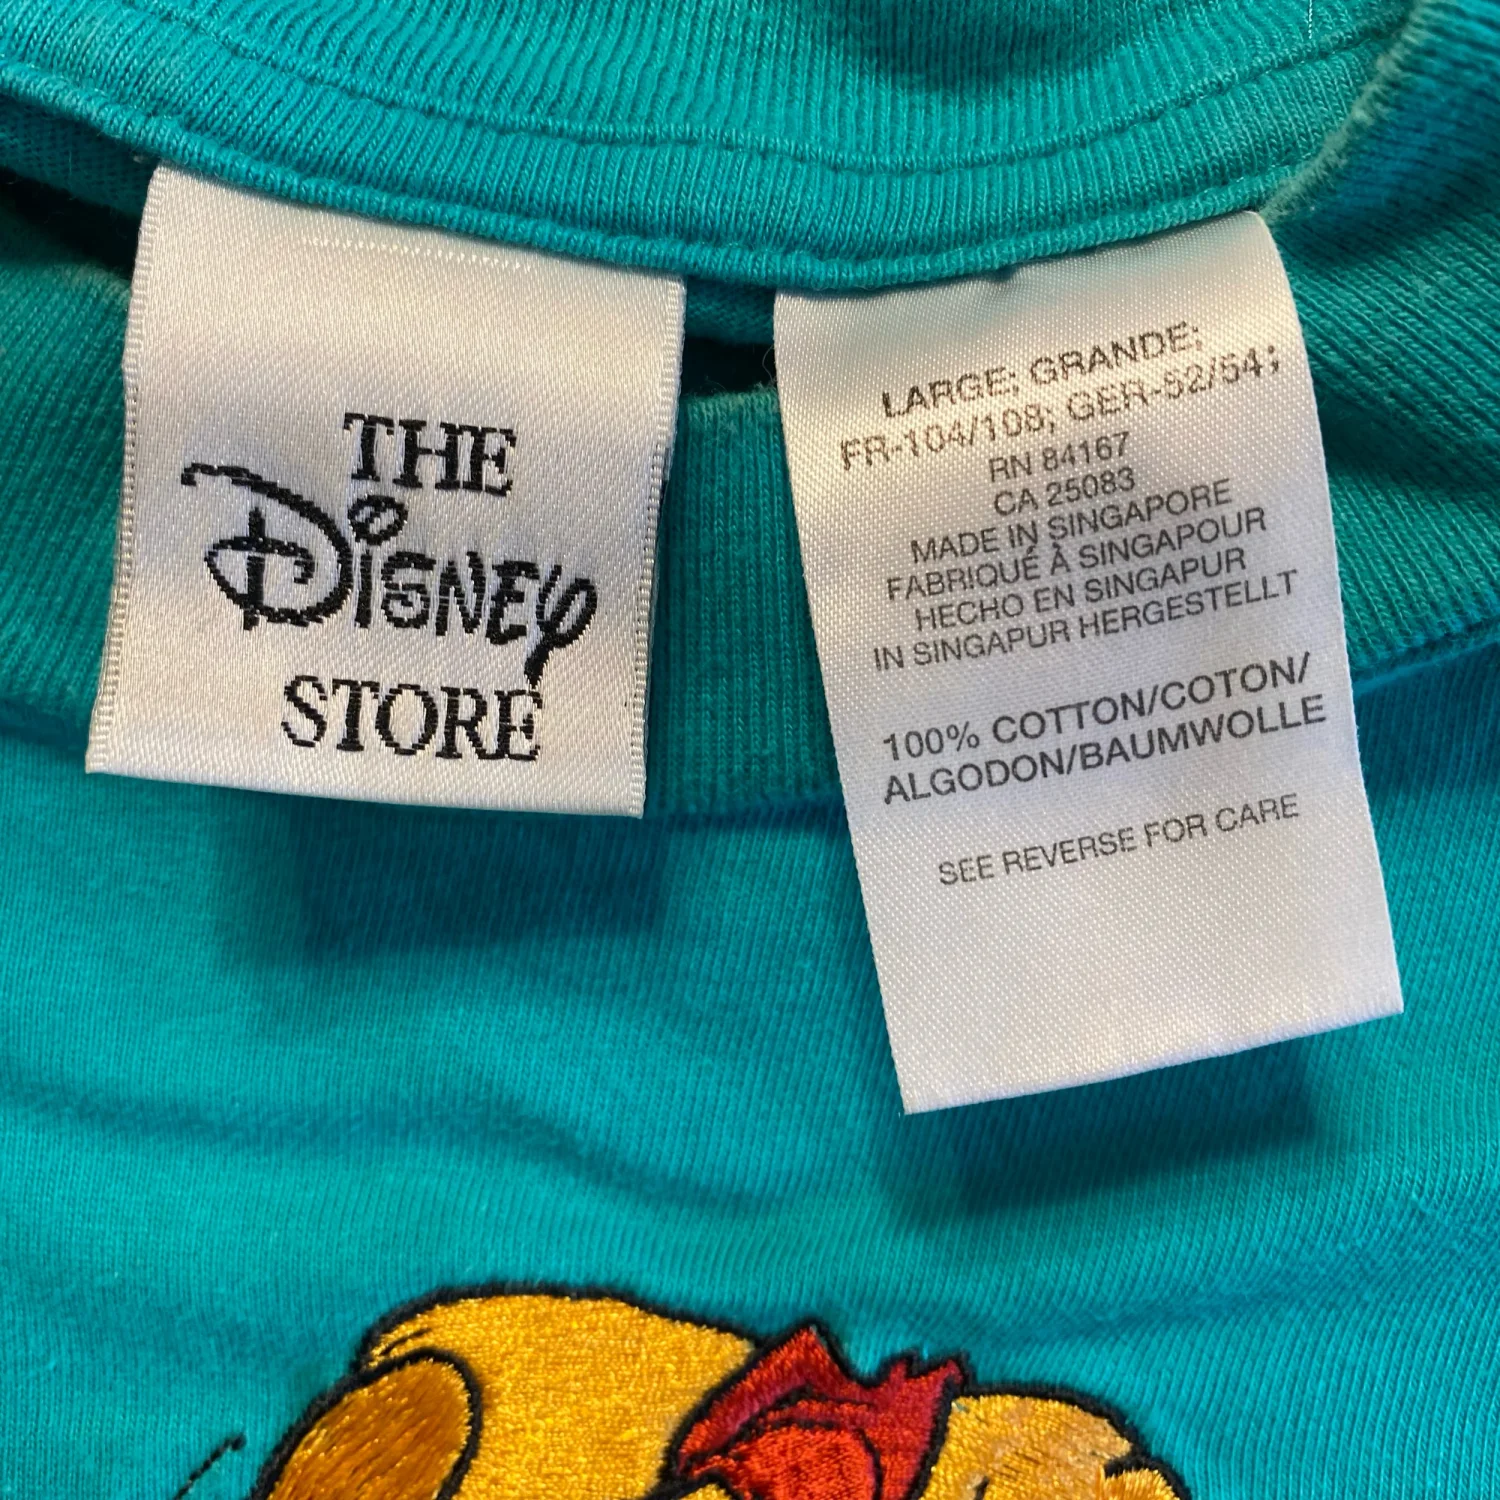 THE
Disney
STORE
LARGE; GRANDE;
FR-104/108; GER-52/54;
RN 84167
CA 25083
MADE IN SINGAPORE
FABRIQUÉ À SINGAPOUR
HECHO EN SINGAPUR
IN SINGAPUR HERGESTELLT
100% COTTON/COTON/
ALGODON/BAUMWOLLE
SEE REVERSE FOR CARE